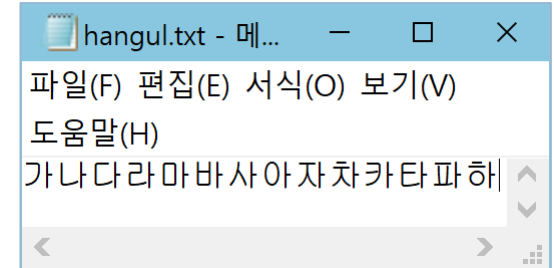 hangul.txt - 메...
파일(F) 편집(E) 서식(O) 보기(V)
도움말(H)
가나다라마바사아자차카타파하